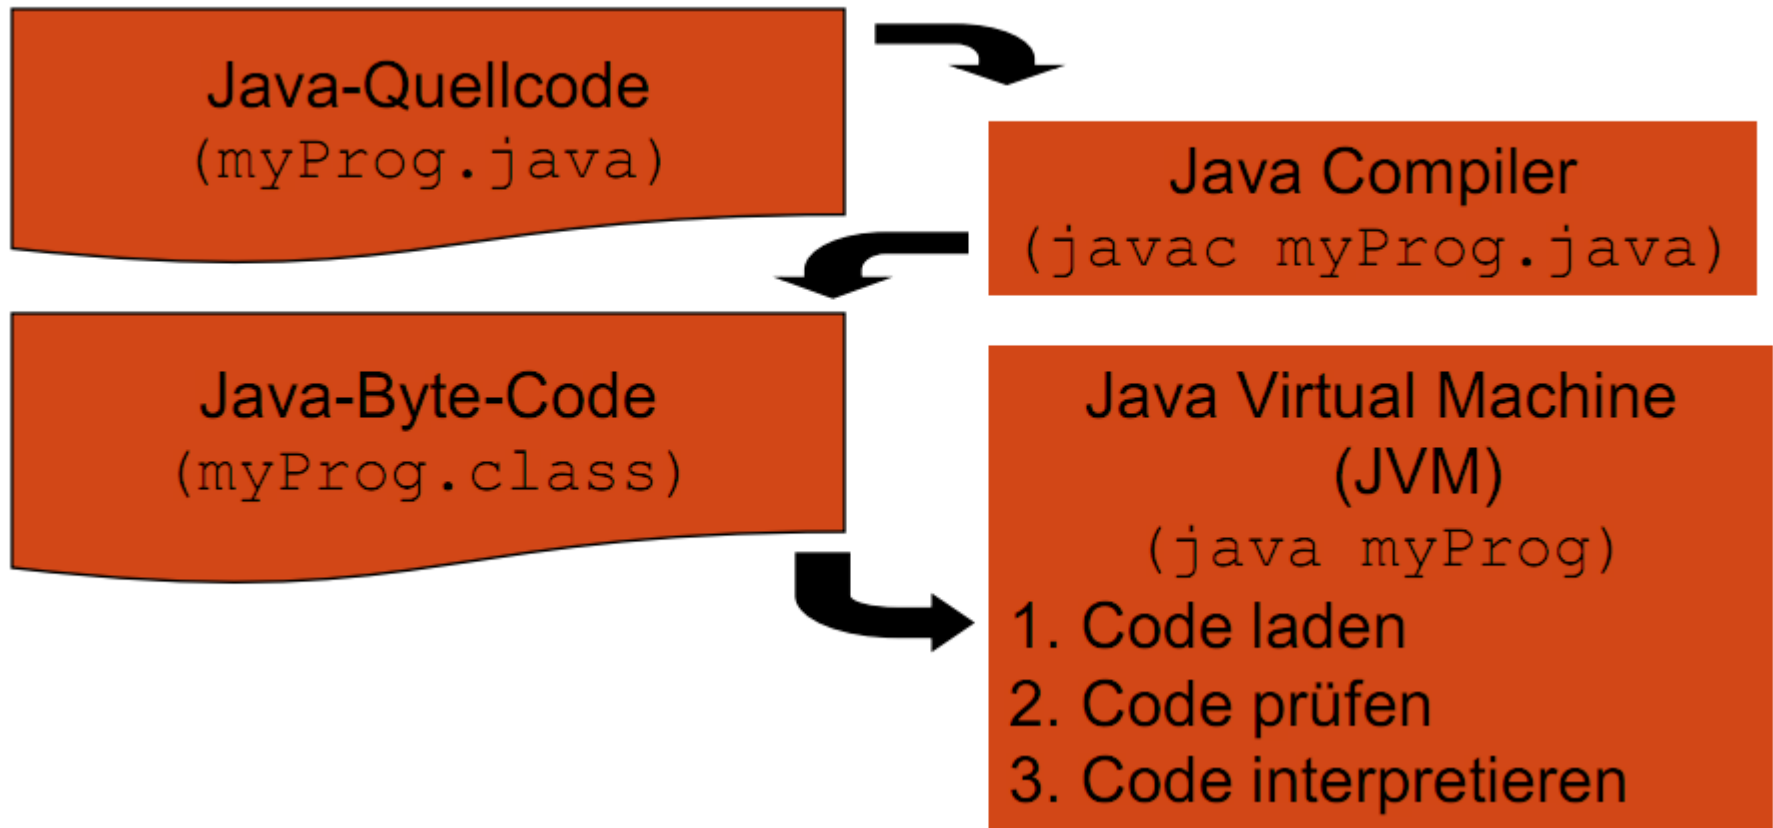 Java-Quellcode
(myProg.java)
Java Compiler
(javac myProg.java)
Java-Byte-Code
(myProg.class)
Java Virtual Machine
(JVM)
(java myProg)
1. Code laden
2. Code prüfen
3. Code interpretieren